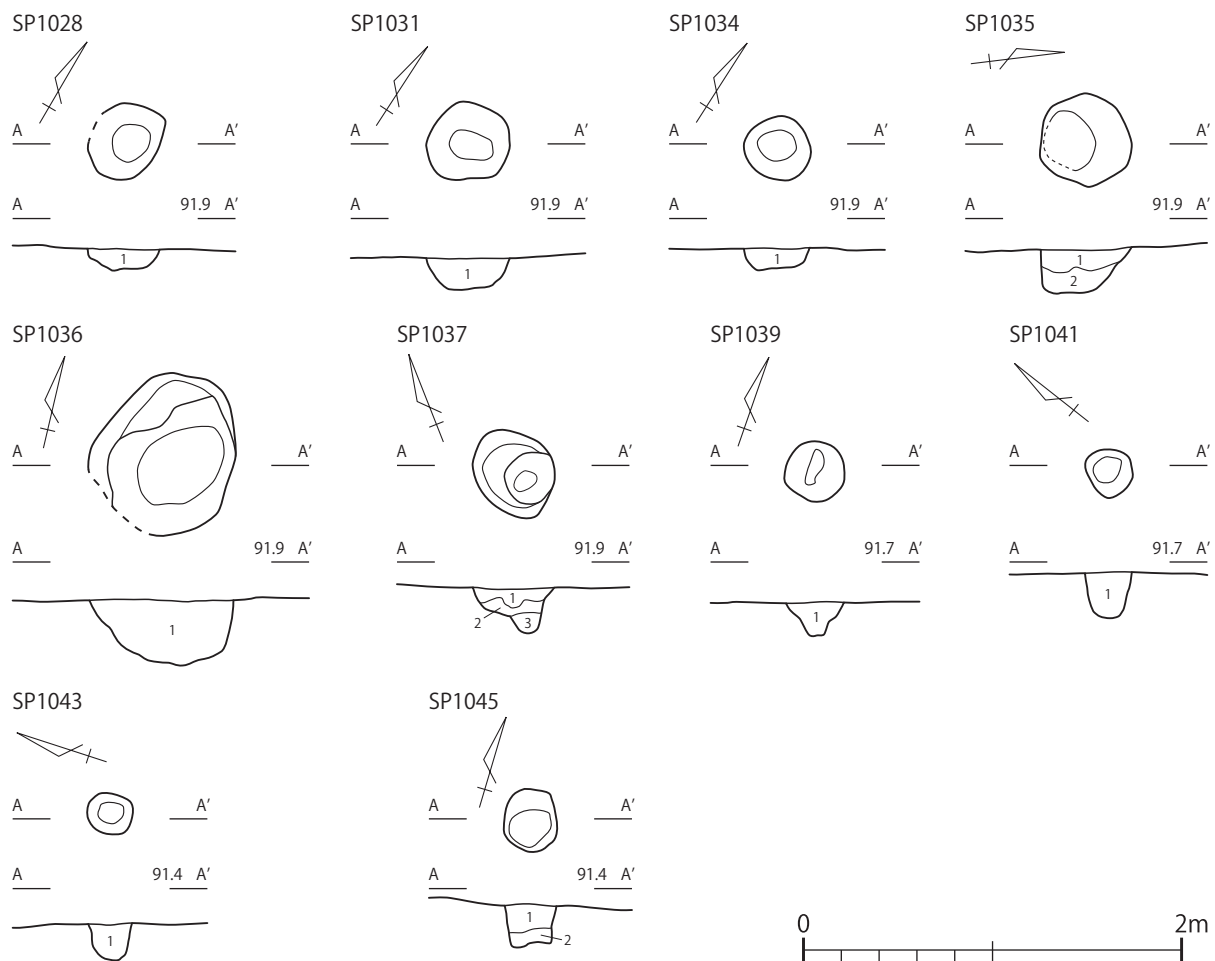 SP1028
A A′
A 91.9 A′
1
SP1031
A A′
A 91.9 A′
1
SP1034
A A′
A 91.9 A′
1
SP1035
A A′
A 91.9 A′
1
2
SP1036
A A′
A 91.9 A′
1
SP1037
A A′
A 91.9 A′
1
2 3
SP1039
A A′
A 91.7 A′
1
SP1041
A A′
A 91.7 A′
1
SP1043
A A′
A 91.4 A′
1
SP1045
A A′
A 91.4 A′
1
2
0 2m